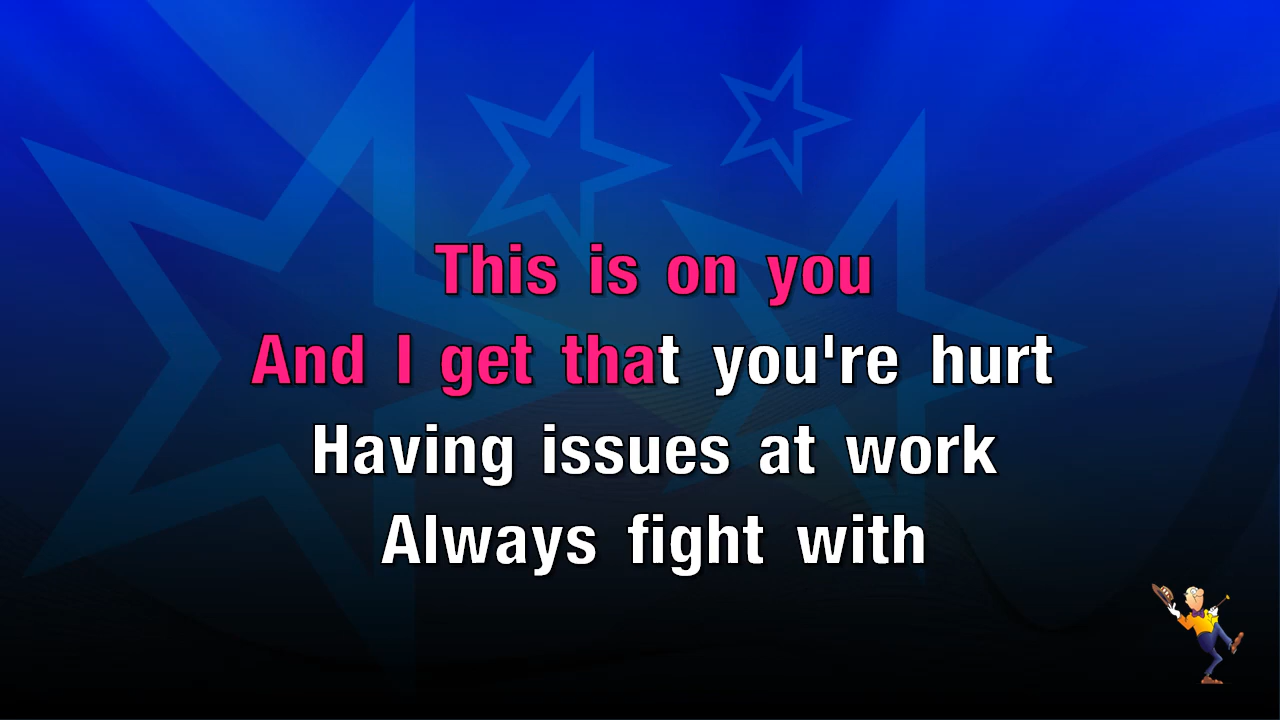 This is on you
And I get that you're hurt
Having issues at work
Always fight with